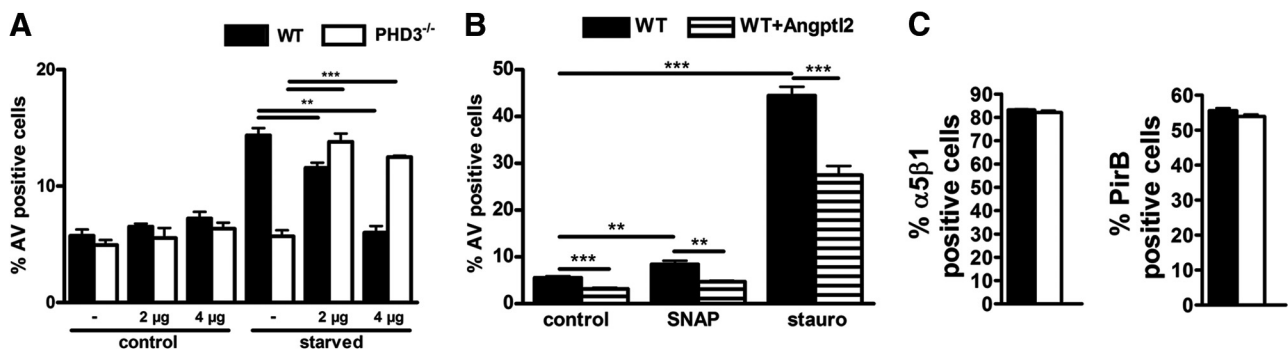 A
WT PHD3-/-
% AV positive cells
20
10
0
*** 
**
- 2 µg 4 µg - 2 µg 4 µg
control starved
B
WT WT+Angptl2
% AV positive cells
50
40
30
20
10
0
*** ***
** **
***
control SNAP stauro
C
% α5β1
positive cells
90
80
70
60
50
40
30
20
10
0
% PirB
positive cells
60
50
40
30
20
10
0